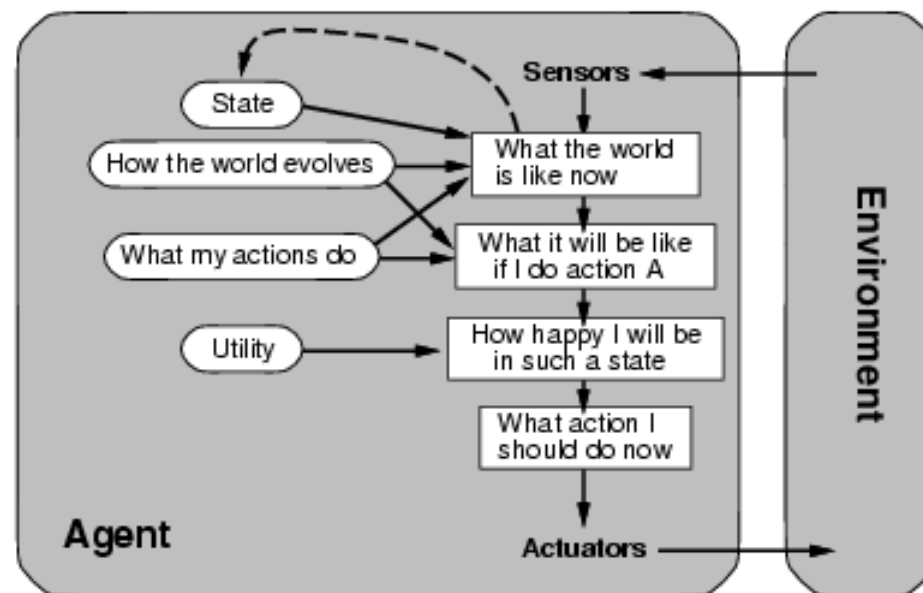 Sensors
State
What the world
is like now
How the world evolves
What it will be like
if I do action A
What my actions do
How happy I will be
in such a state
Utility
What action I
should do now
Agent
Actuators
Environment